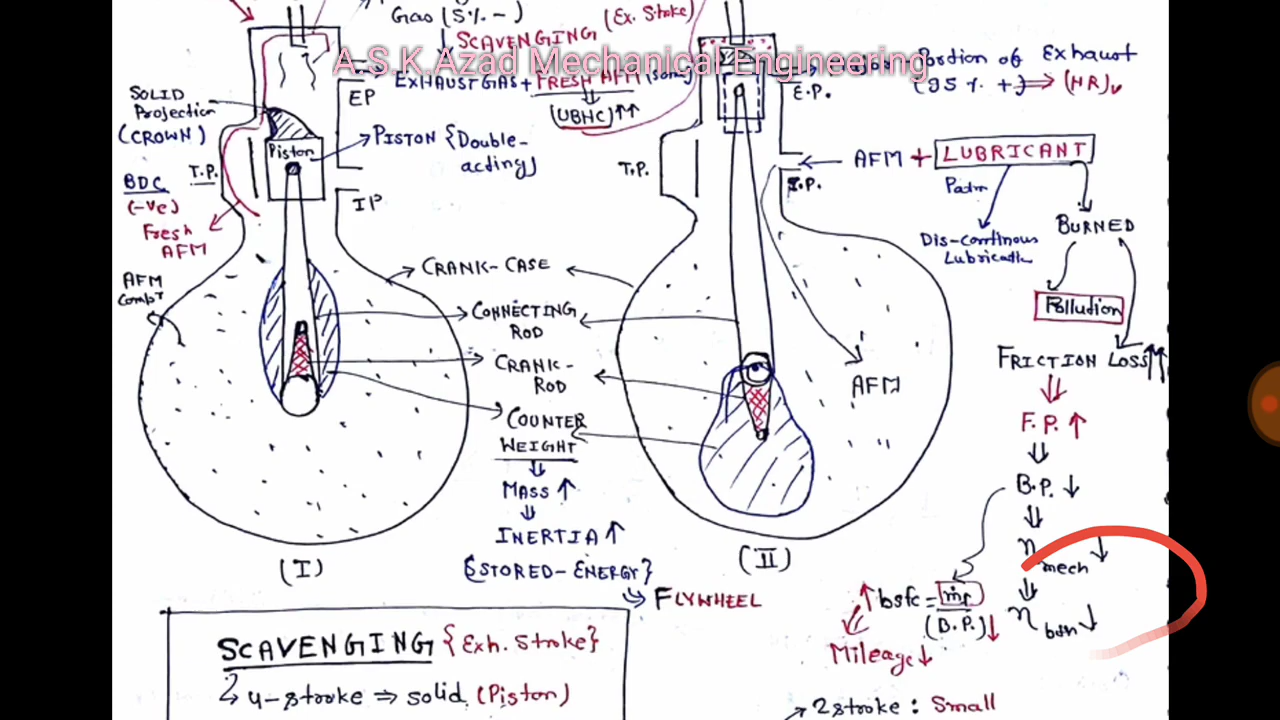 Gas (5% -)
SCAVENGING
(Ex. Stroke)
A.S.K.Azad Mechanical Engineering
EXHAUST GAS + FRESH AFM (some)
(UBHC) ↑↑
Portion of Exhaust
(95 % +) ⇒ (HR)
E.P.
EP
SOLID
Projection
(CROWN)
Piston
PISTON {Double-
acting}
T.P.
BDC
(-ve)
Fresh
AFM
IP
T.P.
I.P.
AFM + LUBRICANT
Patm
Dis-continous
BURNED
Pollution
FRICTION LOSS ↑↑
F.P. ↑
B.P. ↓
η mech ↓
η bth ↓
AFM
CRANK-CASE
CONNECTING
ROD
CRANK-
ROD
COUNTER
WEIGHT
MASS ↑
INERTIA ↑
{STORED-ENERGY}
FLYWHEEL
AFM
(I)
(II)
↑ bsfc = ṁf
(B.P.) ↓
Mileage ↓
SCAVENGING {Exh. Stroke}
4-stroke ⇒ solid (Piston)
2stroke : Small